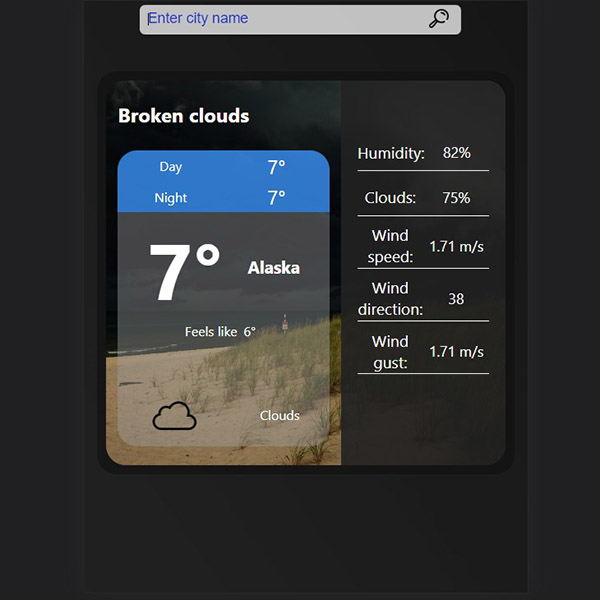 Enter city name
Broken clouds
Day 7°
Night 7°
7° Alaska
Feels like 6°
Clouds
Humidity: 82%
Clouds: 75%
Wind speed: 1.71 m/s
Wind direction: 38
Wind gust: 1.71 m/s